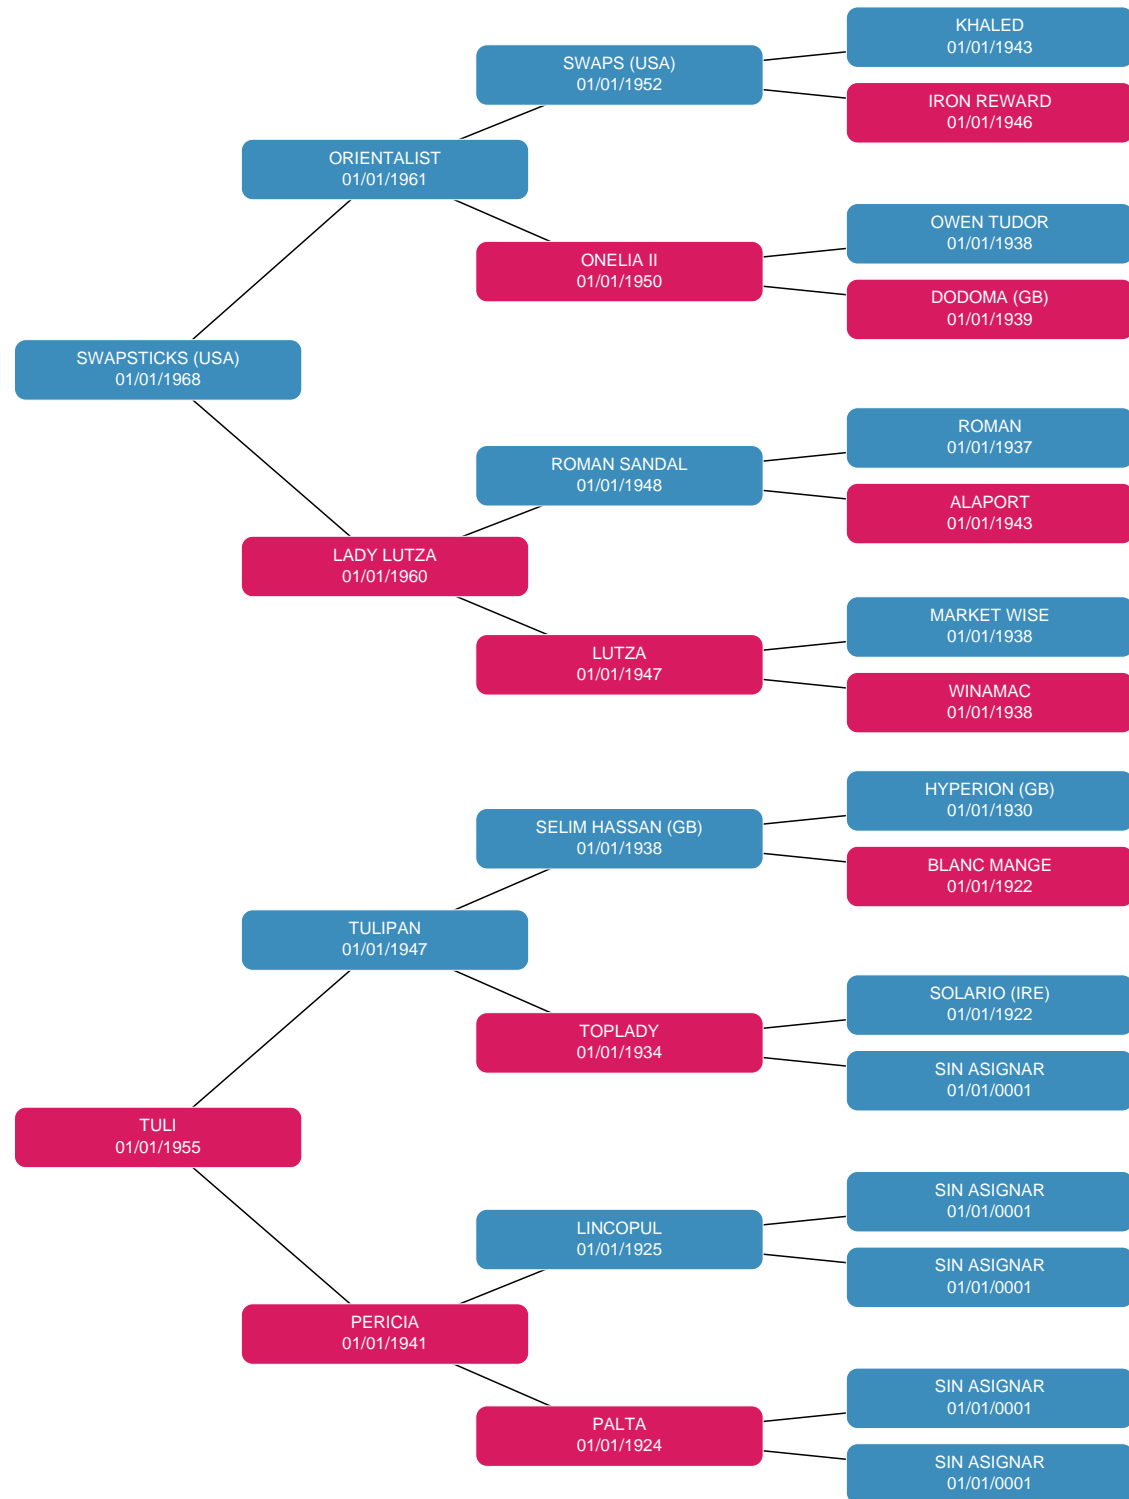 KHALED
01/01/1943
SWAPS (USA)
01/01/1952
IRON REWARD
01/01/1946
ORIENTALIST
01/01/1961
OWEN TUDOR
01/01/1938
ONELIA II
01/01/1950
DODOMA (GB)
01/01/1939
SWAPSTICKS (USA)
01/01/1968
ROMAN
01/01/1937
ROMAN SANDAL
01/01/1948
ALAPORT
01/01/1943
LADY LUTZA
01/01/1960
MARKET WISE
01/01/1938
LUTZA
01/01/1947
WINAMAC
01/01/1938
HYPERION (GB)
01/01/1930
SELIM HASSAN (GB)
01/01/1938
BLANC MANGE
01/01/1922
TULIPAN
01/01/1947
SOLARIO (IRE)
01/01/1922
TOPLADY
01/01/1934
SIN ASIGNAR
01/01/0001
TULI
01/01/1955
SIN ASIGNAR
01/01/0001
LINCOPUL
01/01/1925
SIN ASIGNAR
01/01/0001
PERICIA
01/01/1941
SIN ASIGNAR
01/01/0001
PALTA
01/01/1924
SIN ASIGNAR
01/01/0001